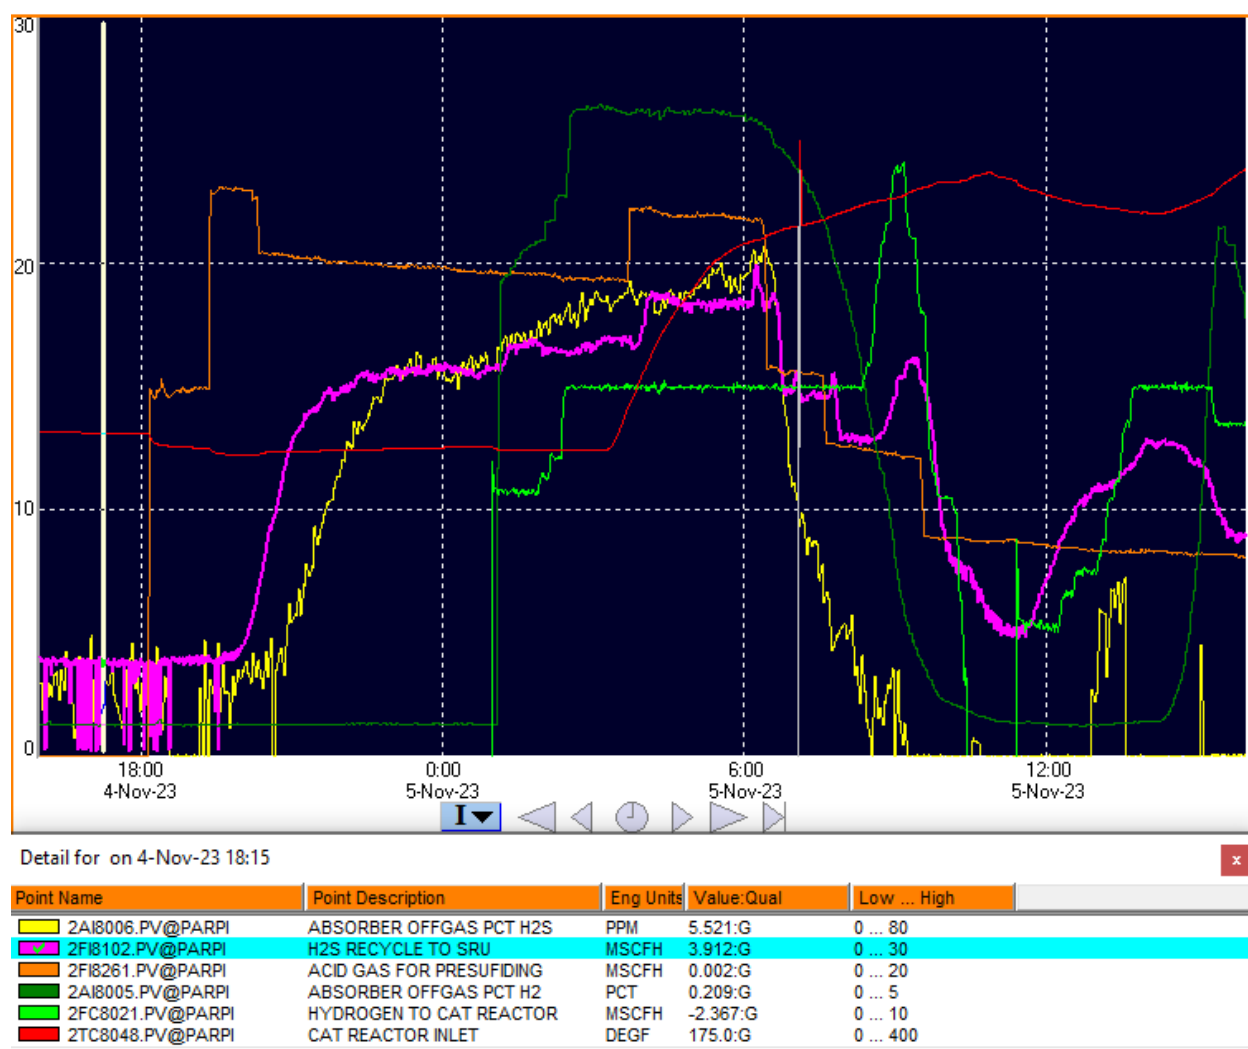 30
20
10
0
18:00 0:00 6:00 12:00
4-Nov-23 5-Nov-23 5-Nov-23 5-Nov-23
I
Detail for on 4-Nov-23 18:15
x
Point Name Point Description Eng Units Value:Qual Low ... High
2AI8006.PV@PARPI ABSORBER OFFGAS PCT H2S PPM 5.521:G 0 ... 80
2FI8102.PV@PARPI H2S RECYCLE TO SRU MSCFH 3.912:G 0 ... 30
2FI8261.PV@PARPI ACID GAS FOR PRESUFIDING MSCFH 0.002:G 0 ... 20
2AI8005.PV@PARPI ABSORBER OFFGAS PCT H2 PCT 0.209:G 0 ... 5
2FC8021.PV@PARPI HYDROGEN TO CAT REACTOR MSCFH -2.367:G 0 ... 10
2TC8048.PV@PARPI CAT REACTOR INLET DEGF 175.0:G 0 ... 400